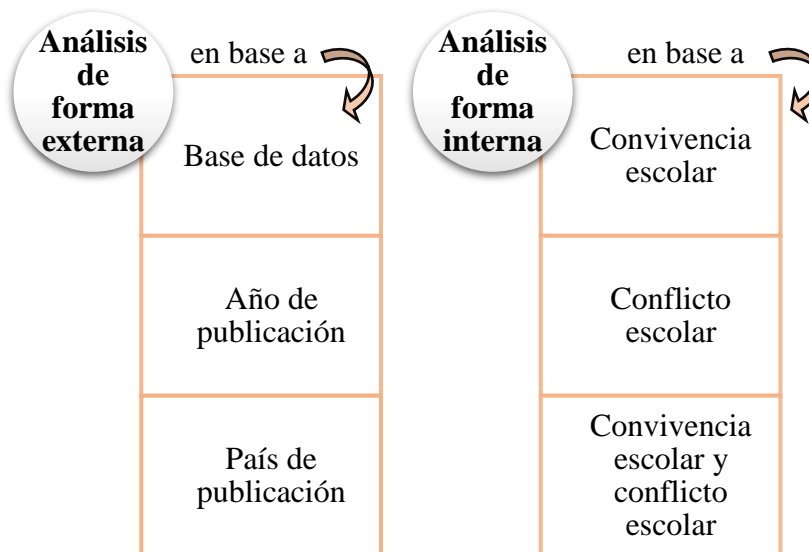 Análisis
de
forma
externa
en base a
Base de datos
Año de
publicación
País de
publicación
Análisis
de
forma
interna
en base a
Convivencia
escolar
Conflicto
escolar
Convivencia
escolar y
conflicto
escolar